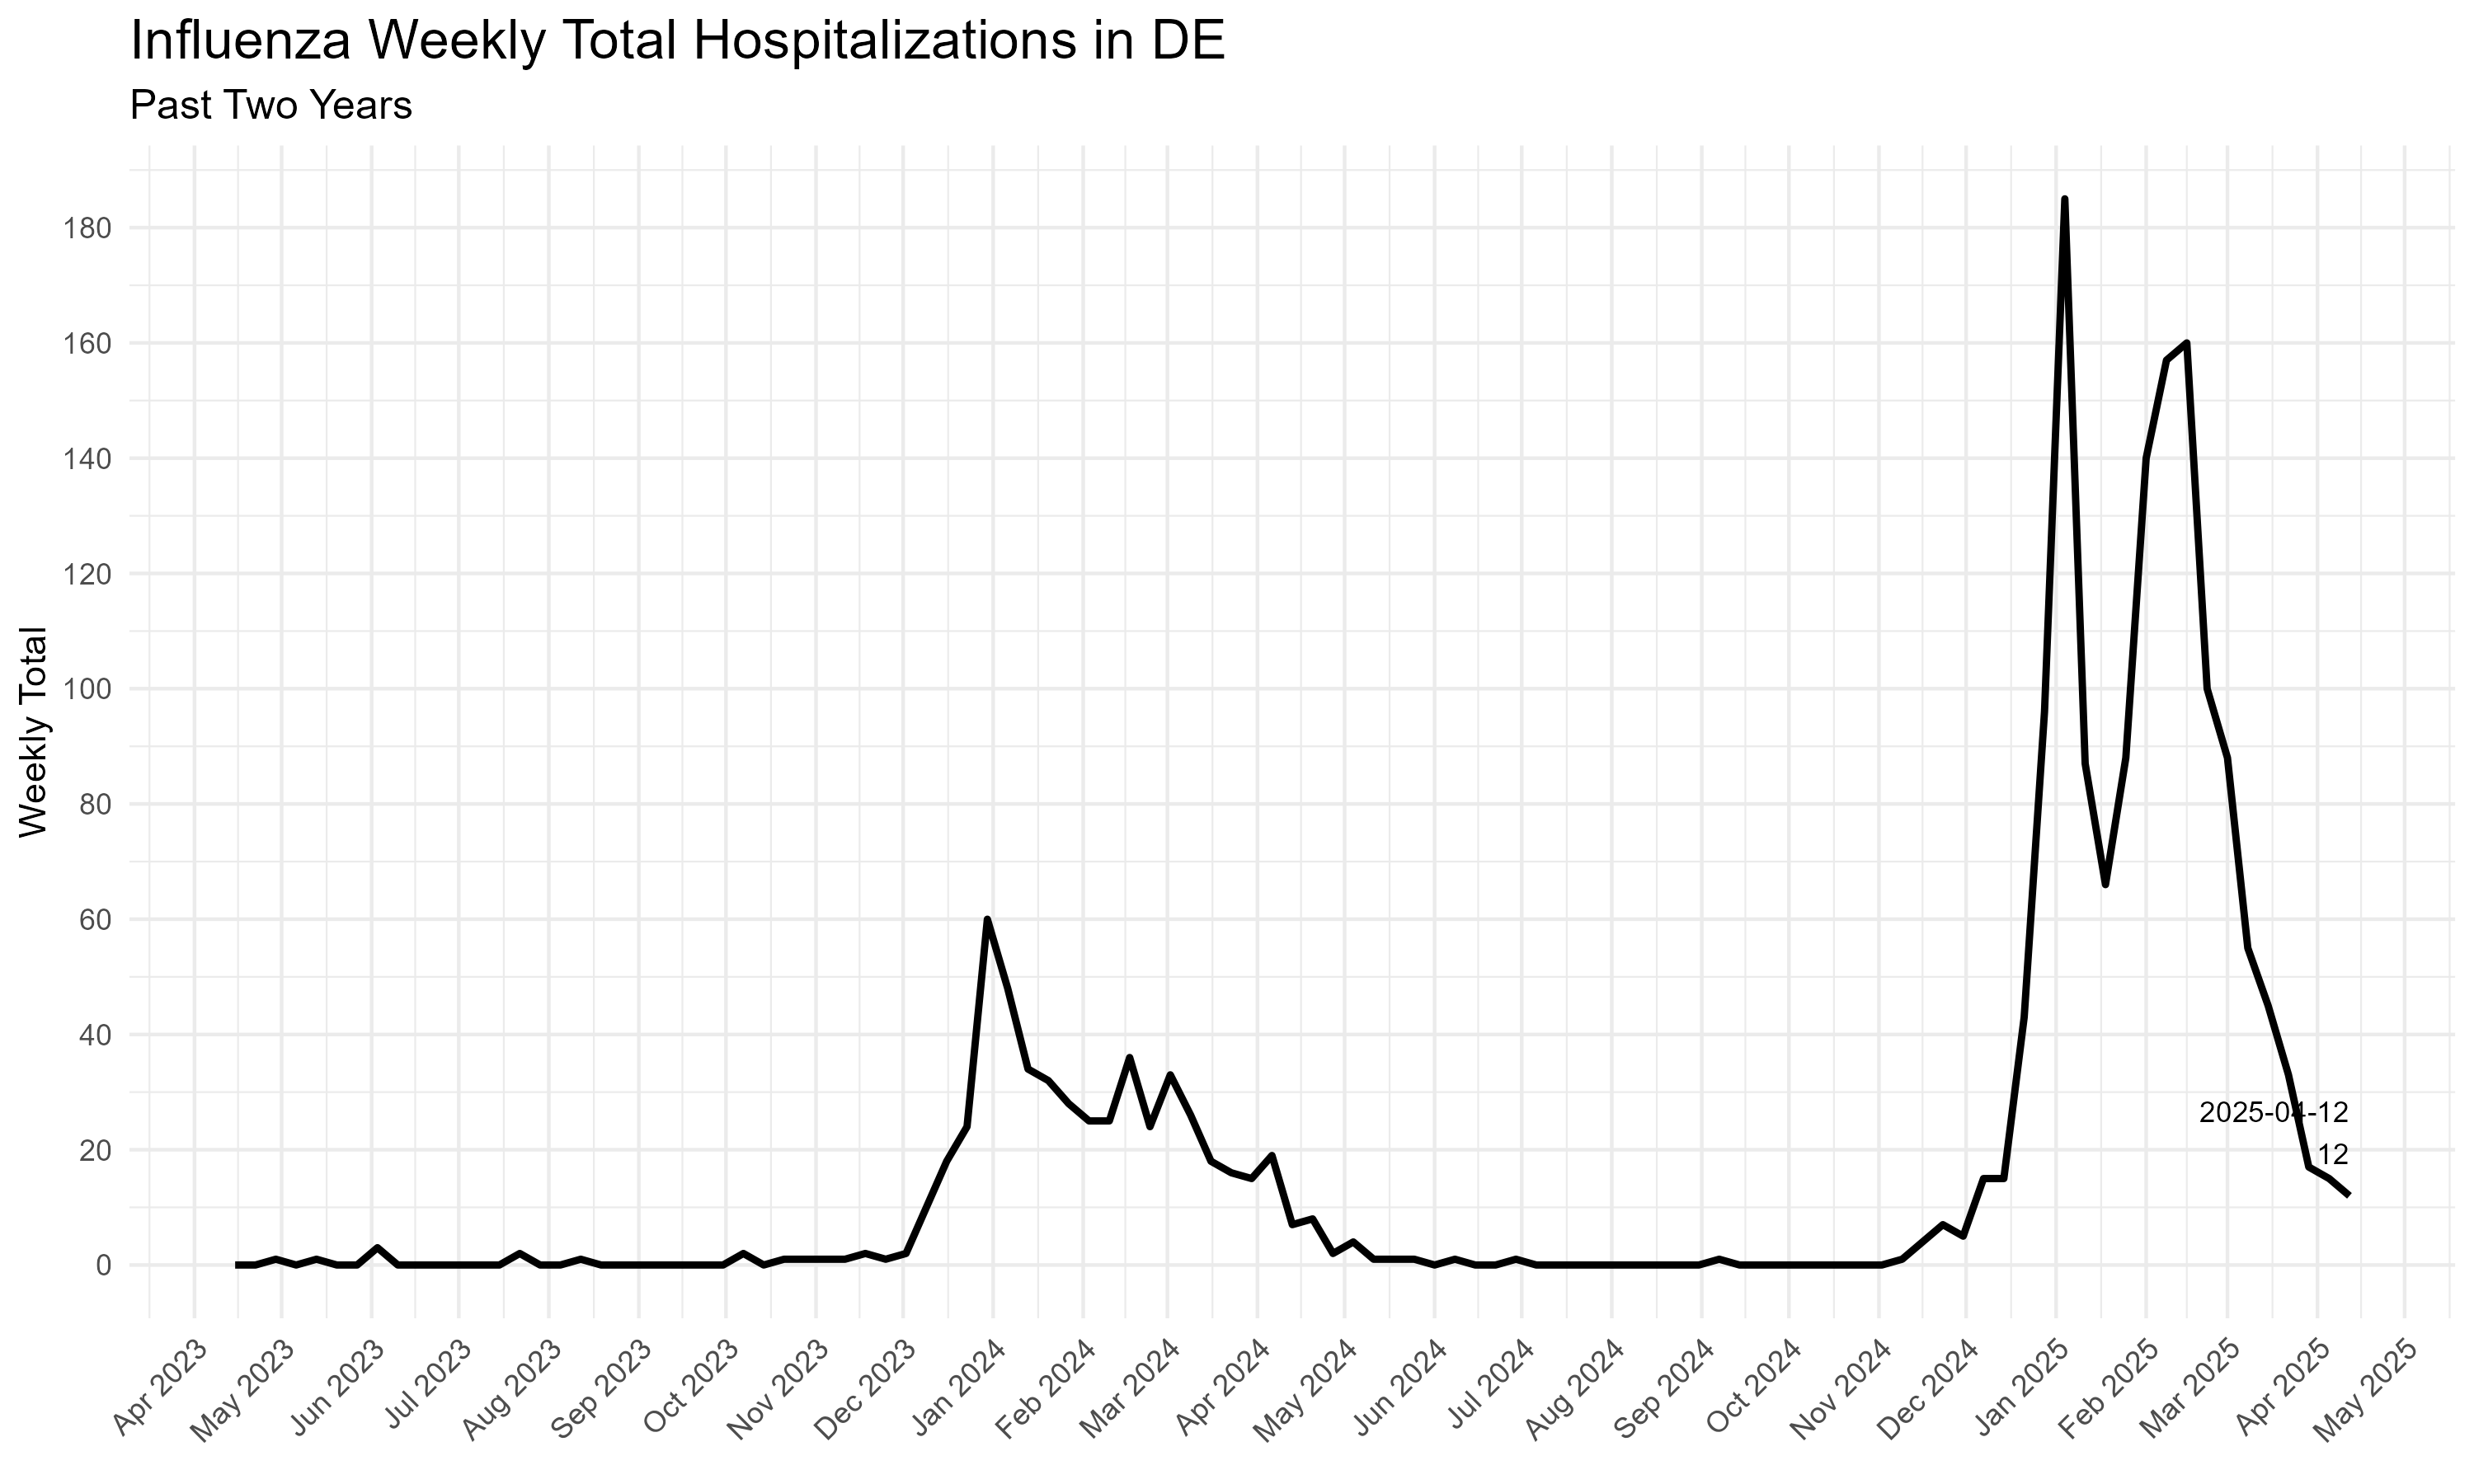 Influenza Weekly Total Hospitalizations in DE
Past Two Years
Weekly Total
180
160
140
120
100
80
60
40
20
0
2025-04-12
12
Apr 2023
May 2023
Jun 2023
Jul 2023
Aug 2023
Sep 2023
Oct 2023
Nov 2023
Dec 2023
Jan 2024
Feb 2024
Mar 2024
Apr 2024
May 2024
Jun 2024
Jul 2024
Aug 2024
Sep 2024
Oct 2024
Nov 2024
Dec 2024
Jan 2025
Feb 2025
Mar 2025
Apr 2025
May 2025